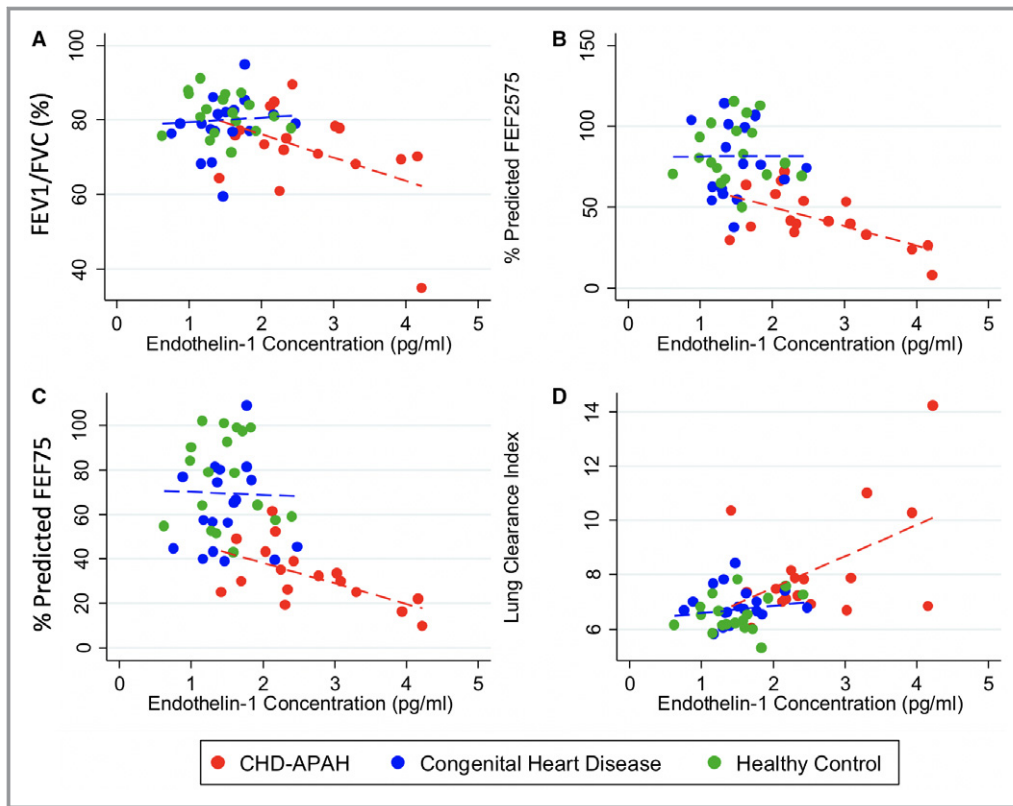 A
FEV1/FVC (%)
100
80
60
40
0 1 2 3 4 5
Endothelin-1 Concentration (pg/ml)
B
% Predicted FEF2575
150
100
50
0
0 1 2 3 4 5
Endothelin-1 Concentration (pg/ml)
C
% Predicted FEF75
100
80
60
40
20
0
0 1 2 3 4 5
Endothelin-1 Concentration (pg/ml)
D
Lung Clearance Index
14
12
10
8
6
0 1 2 3 4 5
Endothelin-1 Concentration (pg/ml)
CHD-APAH Congenital Heart Disease Healthy Control